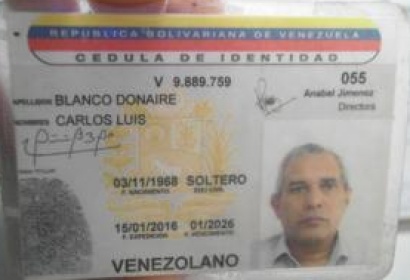 REPUBLICA BOLIVARIANA DE VENEZUELA
CEDULA DE IDENTIDAD
V 9.889.759
055
APELLIDOS BLANCO DONAIRE
Anabel Jimenez
Directora
NOMBRES CARLOS LUIS
03/11/1968 SOLTERO
F. NACIMIENTO EDO. CIVIL
15/01/2016 01/2026
F. EXPEDICION F. VENCIMIENTO
VENEZOLANO